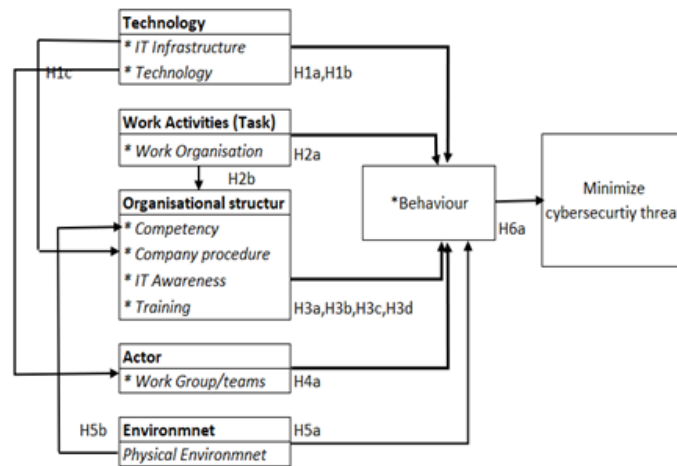 Technology
* IT Infrastructure
* Technology
H1c
H1a,H1b
Work Activities (Task)
* Work Organisation
H2a
H2b
Organisational structur
* Competency
* Company procedure
* IT Awareness
* Training
H3a,H3b,H3c,H3d
*Behaviour
H6a
Minimize
cybersecurtiy threa
Actor
* Work Group/teams
H4a
H5b
Environmnet
H5a
Physical Environmnet